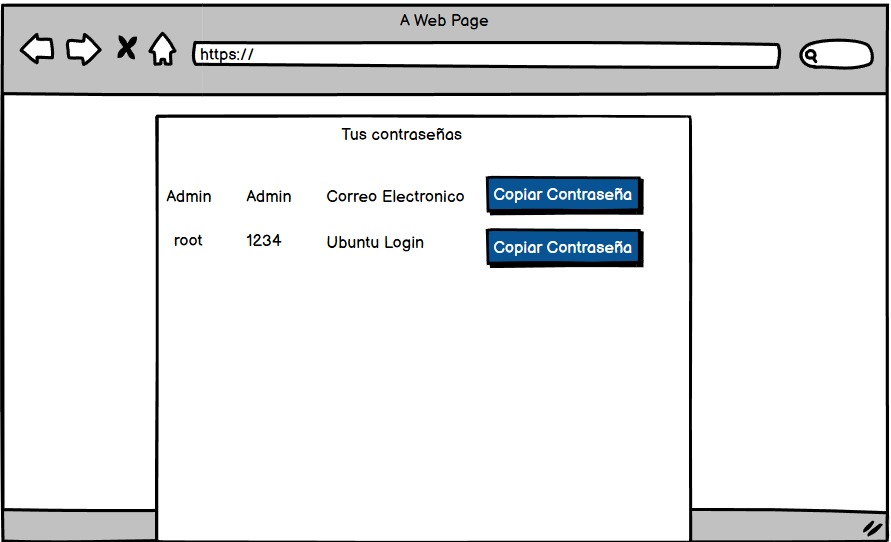 A Web Page
https://
Tus contraseñas
Admin Admin Correo Electronico Copiar Contraseña
root 1234 Ubuntu Login Copiar Contraseña